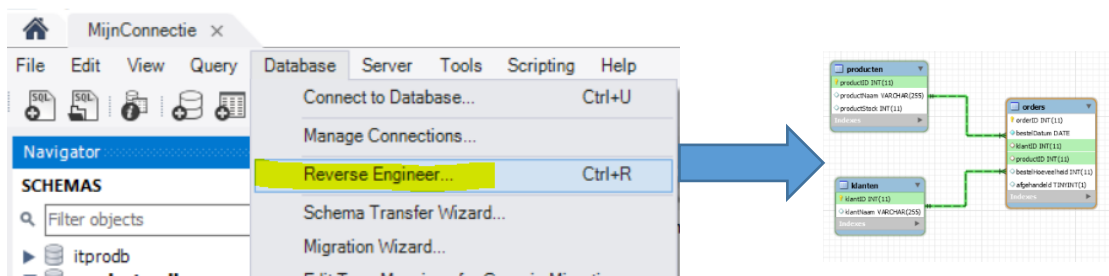 MijnConnectie ×
File Edit View Query Database Server Tools Scripting Help
SQL SQL
Connect to Database... Ctrl+U
Manage Connections...
Navigator
Reverse Engineer... Ctrl+R
SCHEMAS
Schema Transfer Wizard...
Filter objects
Migration Wizard...
itprodb
producten
productID INT(11)
productNaam VARCHAR(255)
productStock INT(11)
Indexes
orders
orderID INT(11)
bestelDatum DATE
klantID INT(11)
productID INT(11)
bestelHoeveelheid INT(11)
afgehandeld TINYINT(1)
Indexes
klanten
klantID INT(11)
klantNaam VARCHAR(255)
Indexes